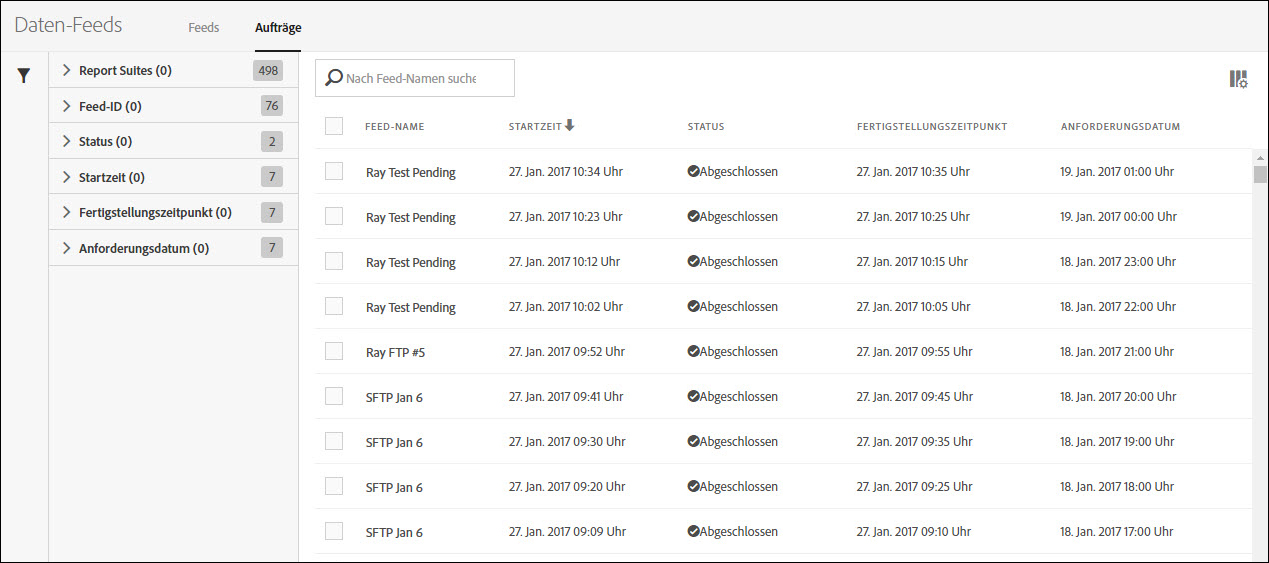 Daten-Feeds Feeds Aufträge
Report Suites (0) 498
Feed-ID (0) 76
Status (0) 2
Startzeit (0) 7
Fertigstellungszeitpunkt (0) 7
Anforderungsdatum (0) 7
Nach Feed-Namen suche
FEED-NAME STARTZEIT STATUS FERTIGSTELLUNGSZEITPUNKT ANFORDERUNGSDATUM
Ray Test Pending 27. Jan. 2017 10:34 Uhr Abgeschlossen 27. Jan. 2017 10:35 Uhr 19. Jan. 2017 01:00 Uhr
Ray Test Pending 27. Jan. 2017 10:23 Uhr Abgeschlossen 27. Jan. 2017 10:25 Uhr 19. Jan. 2017 00:00 Uhr
Ray Test Pending 27. Jan. 2017 10:12 Uhr Abgeschlossen 27. Jan. 2017 10:15 Uhr 18. Jan. 2017 23:00 Uhr
Ray Test Pending 27. Jan. 2017 10:02 Uhr Abgeschlossen 27. Jan. 2017 10:05 Uhr 18. Jan. 2017 22:00 Uhr
Ray FTP #5 27. Jan. 2017 09:52 Uhr Abgeschlossen 27. Jan. 2017 09:55 Uhr 18. Jan. 2017 21:00 Uhr
SFTP Jan 6 27. Jan. 2017 09:41 Uhr Abgeschlossen 27. Jan. 2017 09:45 Uhr 18. Jan. 2017 20:00 Uhr
SFTP Jan 6 27. Jan. 2017 09:30 Uhr Abgeschlossen 27. Jan. 2017 09:35 Uhr 18. Jan. 2017 19:00 Uhr
SFTP Jan 6 27. Jan. 2017 09:20 Uhr Abgeschlossen 27. Jan. 2017 09:25 Uhr 18. Jan. 2017 18:00 Uhr
SFTP Jan 6 27. Jan. 2017 09:09 Uhr Abgeschlossen 27. Jan. 2017 09:10 Uhr 18. Jan. 2017 17:00 Uhr